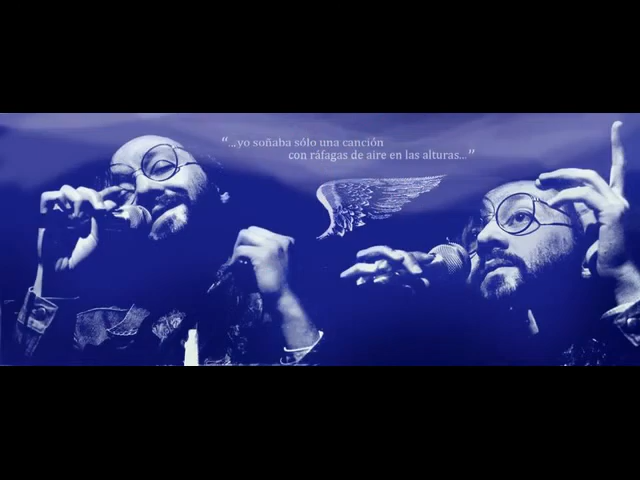 “...yo soñaba sólo una canción
con ráfagas de aire en las alturas...”